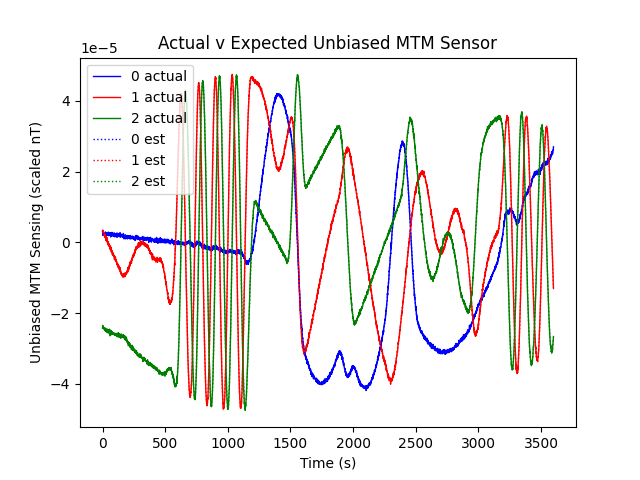 Actual v Expected Unbiased MTM Sensor
1e−5
0 actual
1 actual
2 actual
0 est
1 est
2 est
4
2
0
−2
−4
Unbiased MTM Sensing (scaled nT)
0 500 1000 1500 2000 2500 3000 3500
Time (s)